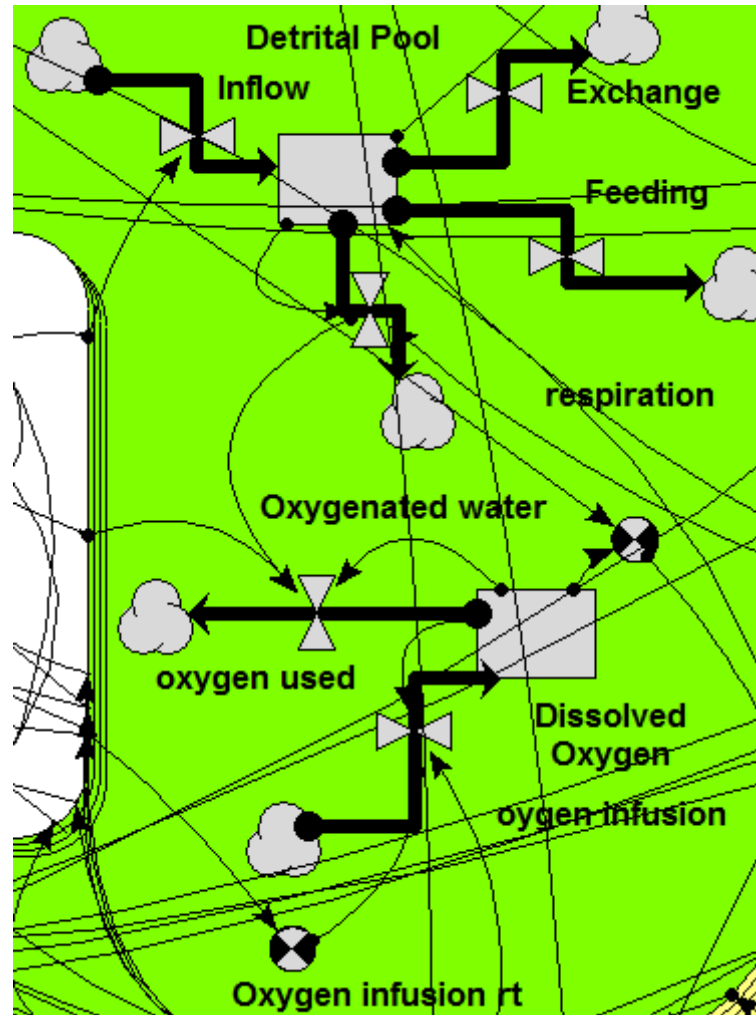 Detrital Pool
Inflow
Exchange
Feeding
respiration
Oxygenated water
oxygen used
Dissolved
Oxygen
oygen infusion
Oxygen infusion rt